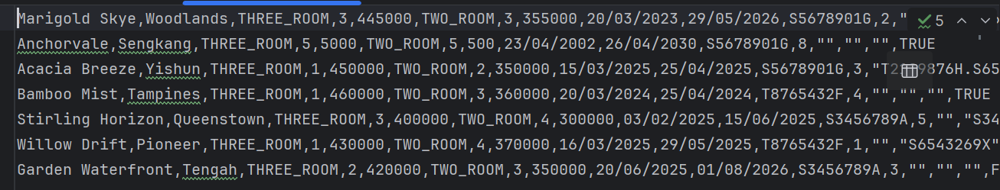 Marigold Skye,Woodlands,THREE_ROOM,3,445000,TWO_ROOM,3,355000,20/03/2023,29/05/2026,S5678901G,2,"
5
Anchorvale,Sengkang,THREE_ROOM,5,5000,TWO_ROOM,5,500,23/04/2002,26/04/2030,S5678901G,8,"","","",TRUE
Acacia Breeze,Yishun,THREE_ROOM,1,450000,TWO_ROOM,2,350000,15/03/2025,25/04/2025,S5678901G,3,"T2 9876H.S65
Bamboo Mist,Tampines,THREE_ROOM,1,460000,TWO_ROOM,3,360000,20/03/2024,25/04/2024,T8765432F,4,"","","",TRUE
Stirling Horizon,Queenstown,THREE_ROOM,3,400000,TWO_ROOM,4,300000,03/02/2025,15/06/2025,S3456789A,5,"","S34
Willow Drift,Pioneer,THREE_ROOM,1,430000,TWO_ROOM,4,370000,16/03/2025,29/05/2025,T8765432F,1,"","S6543269X"
Garden Waterfront,Tengah,THREE_ROOM,2,420000,TWO_ROOM,3,350000,20/06/2025,01/08/2026,S3456789A,3,"","","",F